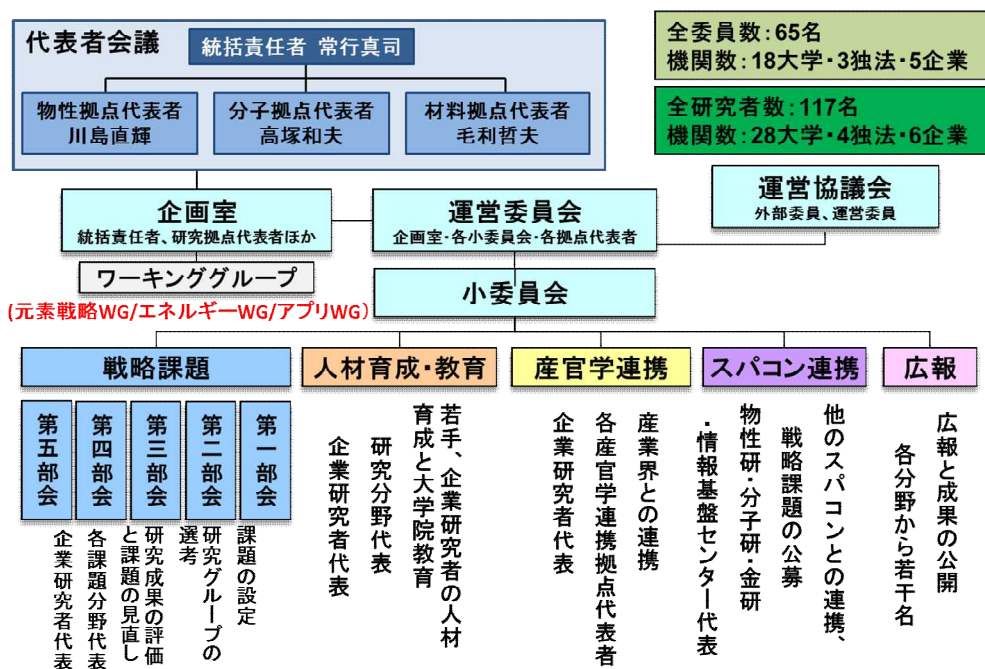 代表者会議
統括責任者 常行真司
物性拠点代表者
川島直輝
分子拠点代表者
高塚和夫
材料拠点代表者
毛利哲夫
全委員数：65名
機関数：18大学・3独法・5企業
全研究者数：117名
機関数：28大学・4独法・6企業
企画室
統括責任者、研究拠点代表者ほか
運営委員会
企画室・各小委員会・各拠点代表者
運営協議会
外部委員、運営委員
ワーキンググループ
(元素戦略WG/エネルギーWG/アプリWG)
小委員会
戦略課題
人材育成・教育
産官学連携
スパコン連携
広報
第一部会
第二部会
第三部会
第四部会
第五部会
課題の設定
研究グループの
選考
研究成果の評価
と課題の見直し
各課題分野代表
企業研究者代表
若手、企業研究者の人材
育成と大学院教育
研究分野代表
企業研究者代表
産業界との連携
各産官学連携拠点代表者
企業研究者代表
他のスパコンとの連携、
戦略課題の公募
物性研・分子研・金研
・情報基盤センター代表
広報と成果の公開
各分野から若干名